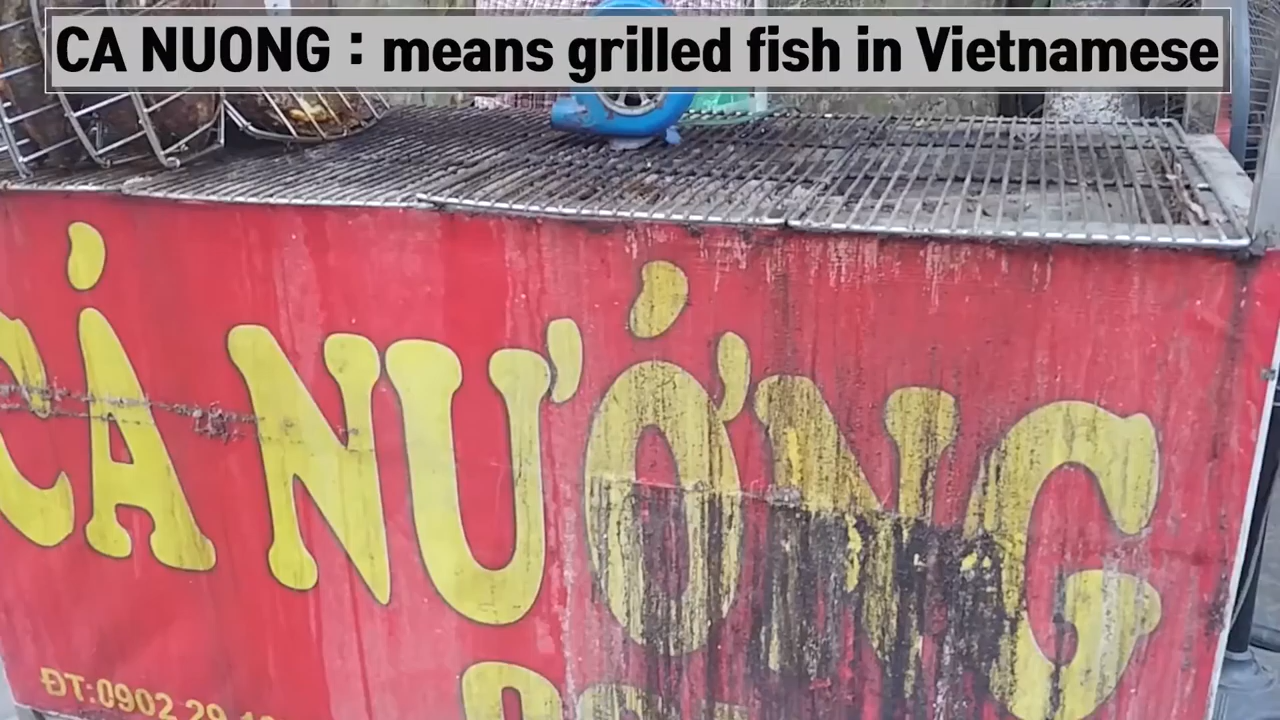 CA NUONG : means grilled fish in Vietnamese
CÁ NƯỚNG
ĐT:0902 29